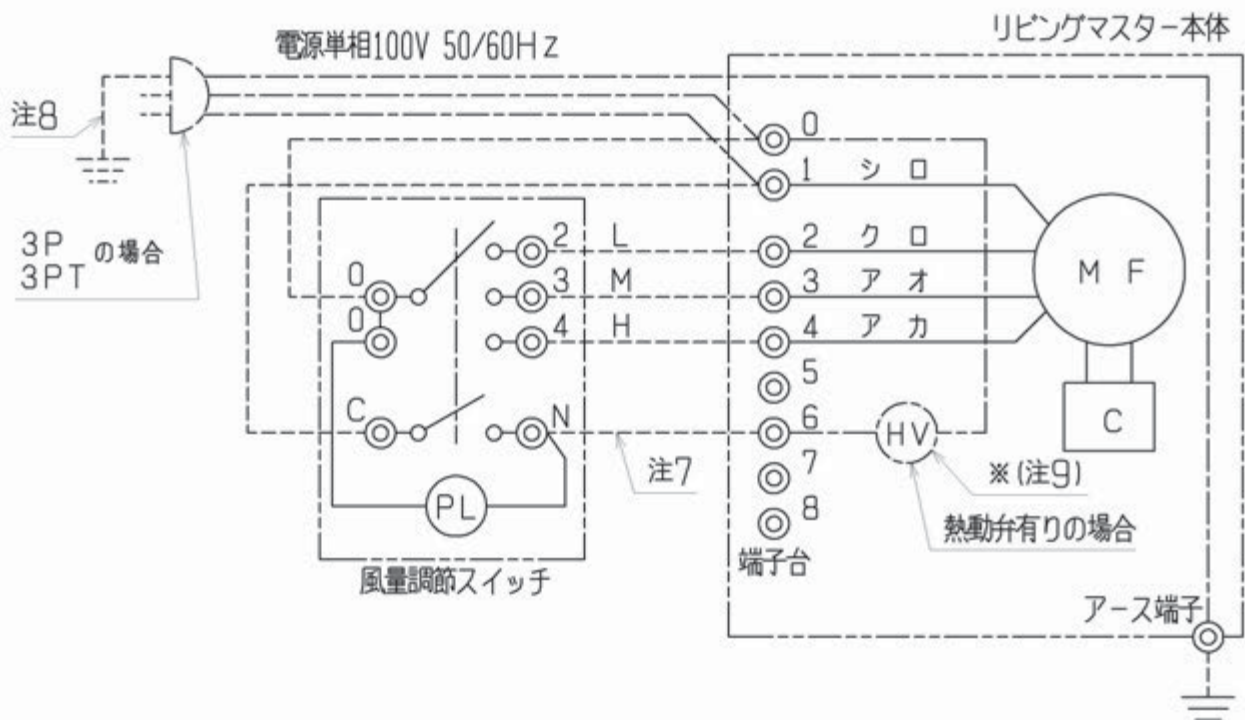 リビングマスター本体
電源単相100V 50/60Hz
注8
3P
3PT
の場合
0
1 シロ
2 クロ
3 アオ
4 アカ
5
6
7
8
端子台
MF
C
HV
※(注9)
熱動弁有りの場合
0
0
C
2 L
3 M
4 H
N
注7
PL
風量調節スイッチ
アース端子